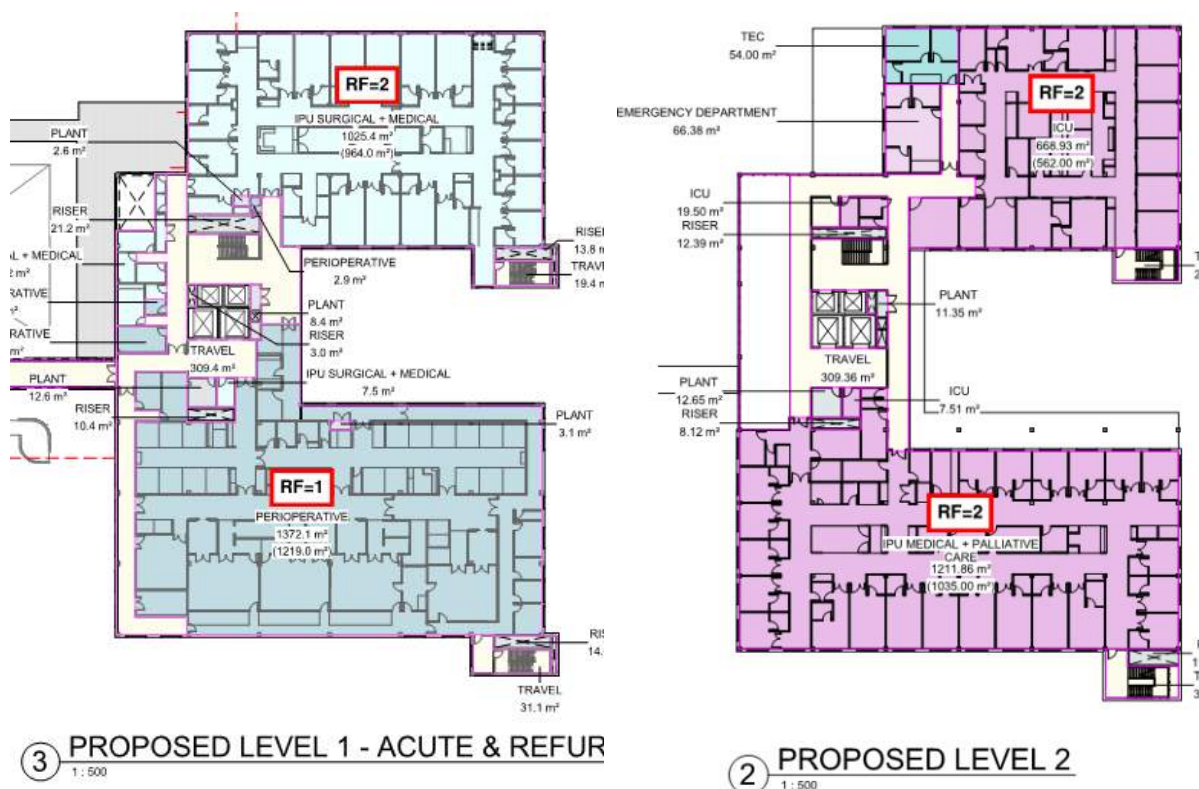 RF=2
IPU SURGICAL + MEDICAL
1025.4 m²
(964.0 m²)
PLANT
2.6 m²
RISER
21.2 m²
PERIOPERATIVE
2.9 m²
13.8 m²
19.4 m²
PLANT
8.4 m²
RISER
3.0 m²
TRAVEL
309.4 m²
IPU SURGICAL + MEDICAL
7.5 m²
PLANT
12.6 m²
RISER
10.4 m²
PLANT
3.1 m²
RF=1
PERIOPERATIVE
1372.1 m²
(1219.0 m²)
TRAVEL
31.1 m²
3 PROPOSED LEVEL 1 - ACUTE & REFUR
1 : 500
TEC
54.00 m²
EMERGENCY DEPARTMENT
66.38 m²
RF=2
ICU
668.93 m²
(562.00 m²)
ICU
19.50 m²
RISER
12.39 m²
PLANT
11.35 m²
TRAVEL
309.36 m²
PLANT
12.65 m²
RISER
8.12 m²
ICU
7.51 m²
RF=2
IPU MEDICAL + PALLIATIVE
CARE
1211.86 m²
(1035.00 m²)
2 PROPOSED LEVEL 2
1 : 500